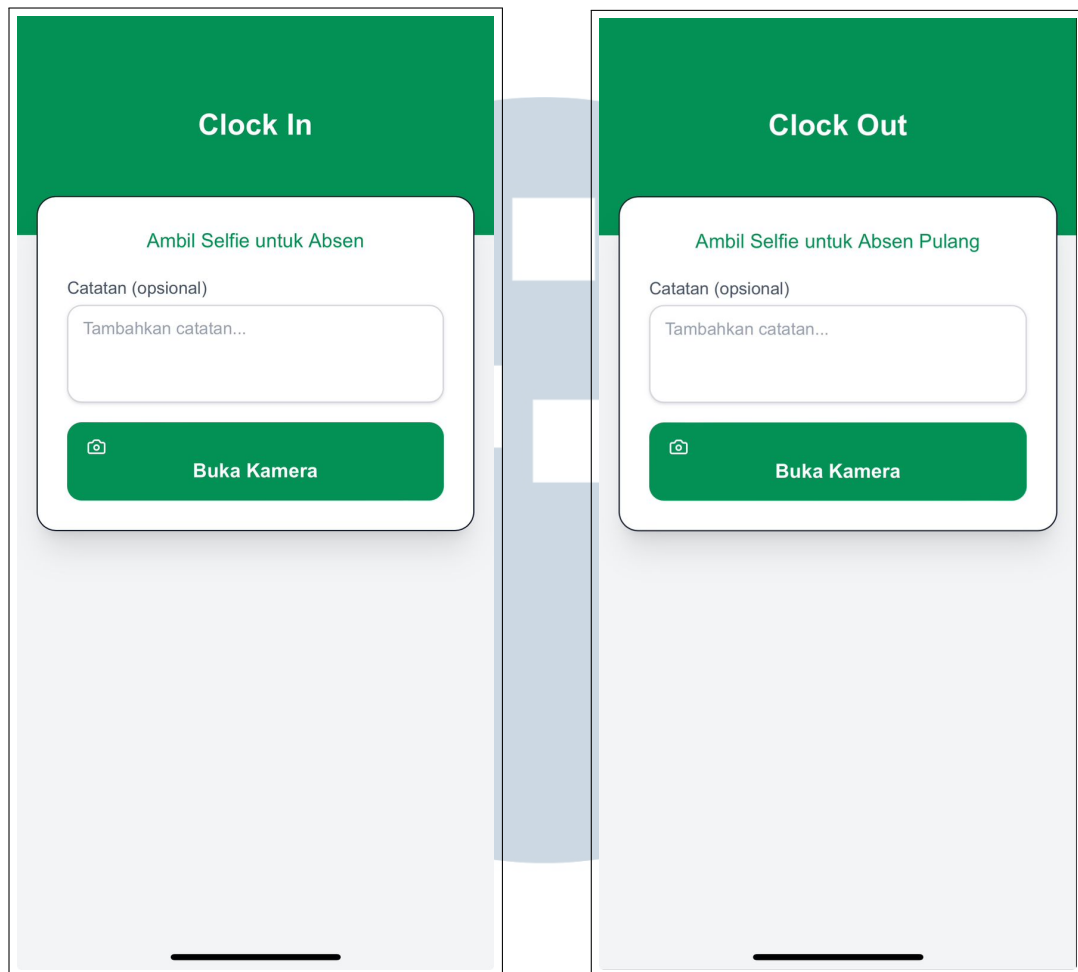 Clock In
Ambil Selfie untuk Absen
Catatan (opsional)
Tambahkan catatan...
Buka Kamera
Clock Out
Ambil Selfie untuk Absen Pulang
Catatan (opsional)
Tambahkan catatan...
Buka Kamera